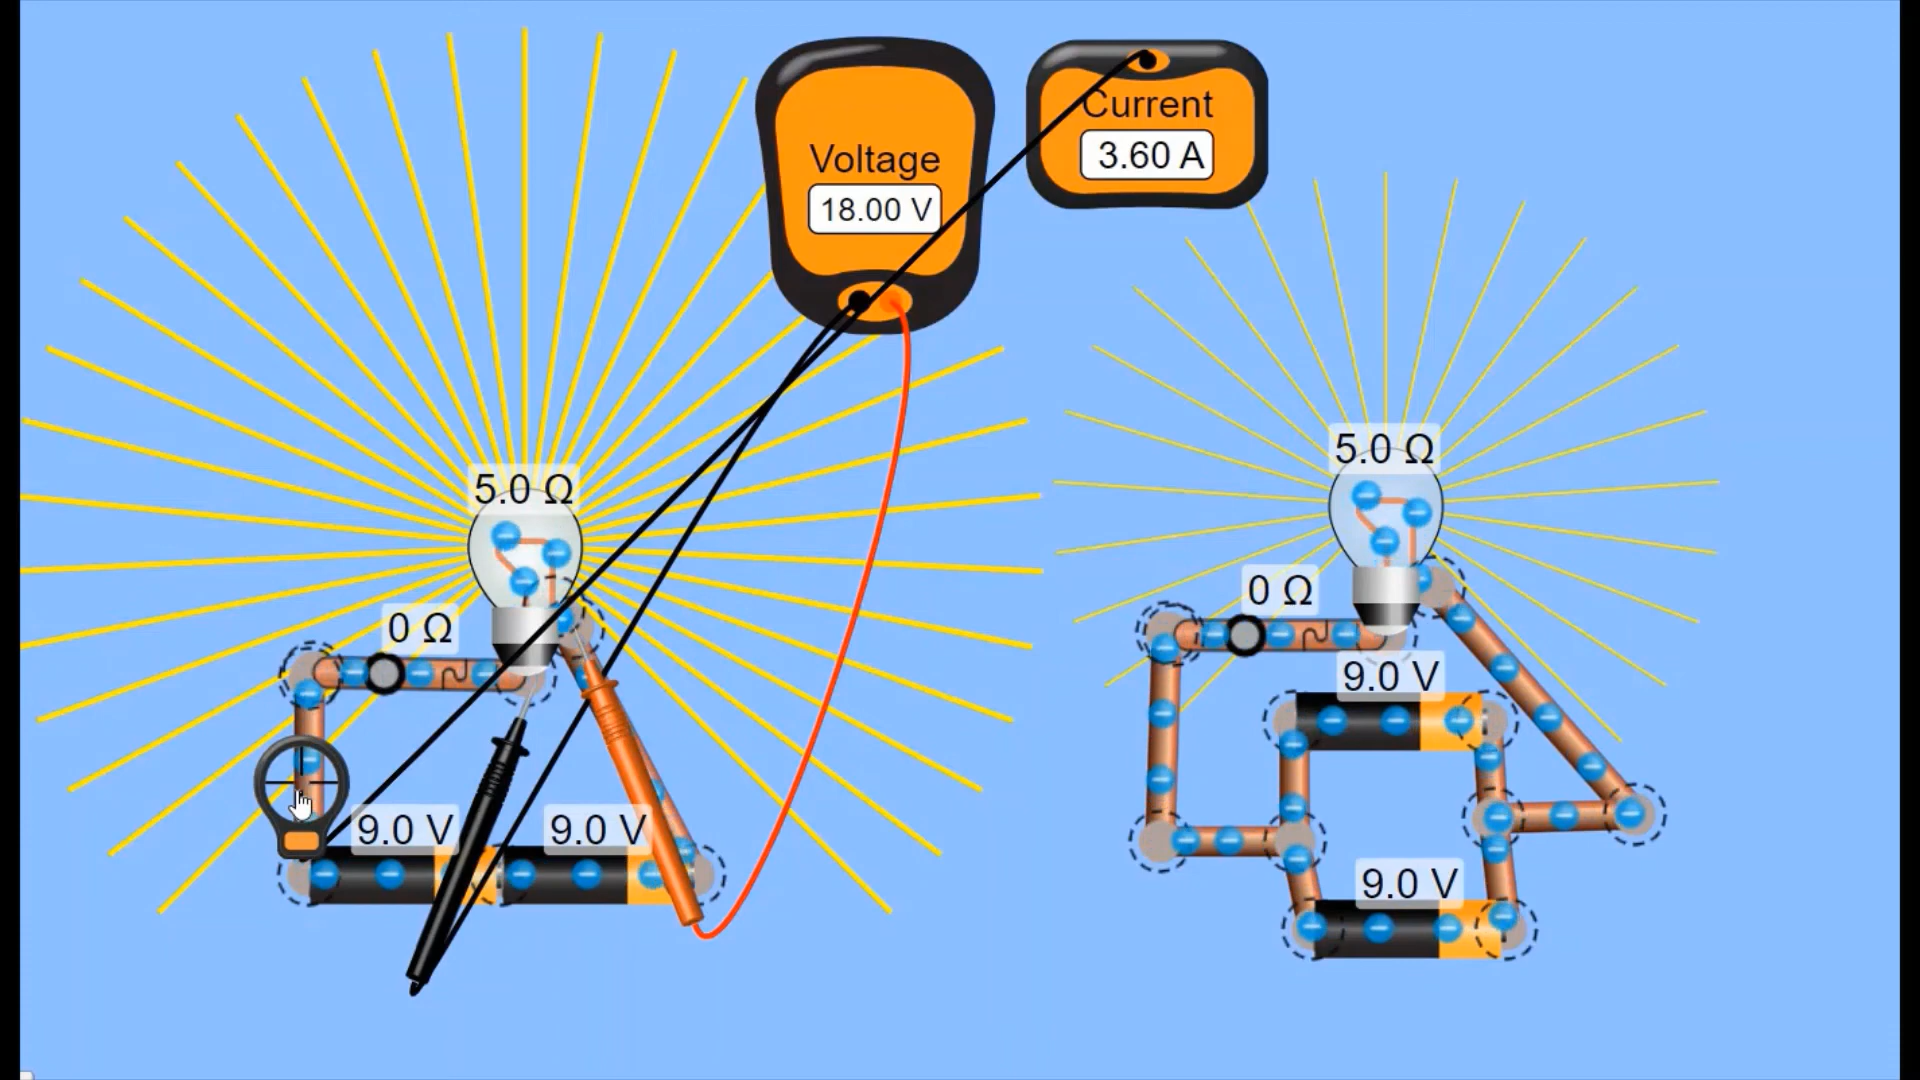 Voltage
18.00 V
Current
3.60 A
5.0 Ω
0 Ω
9.0 V
9.0 V
5.0 Ω
0 Ω
9.0 V
9.0 V